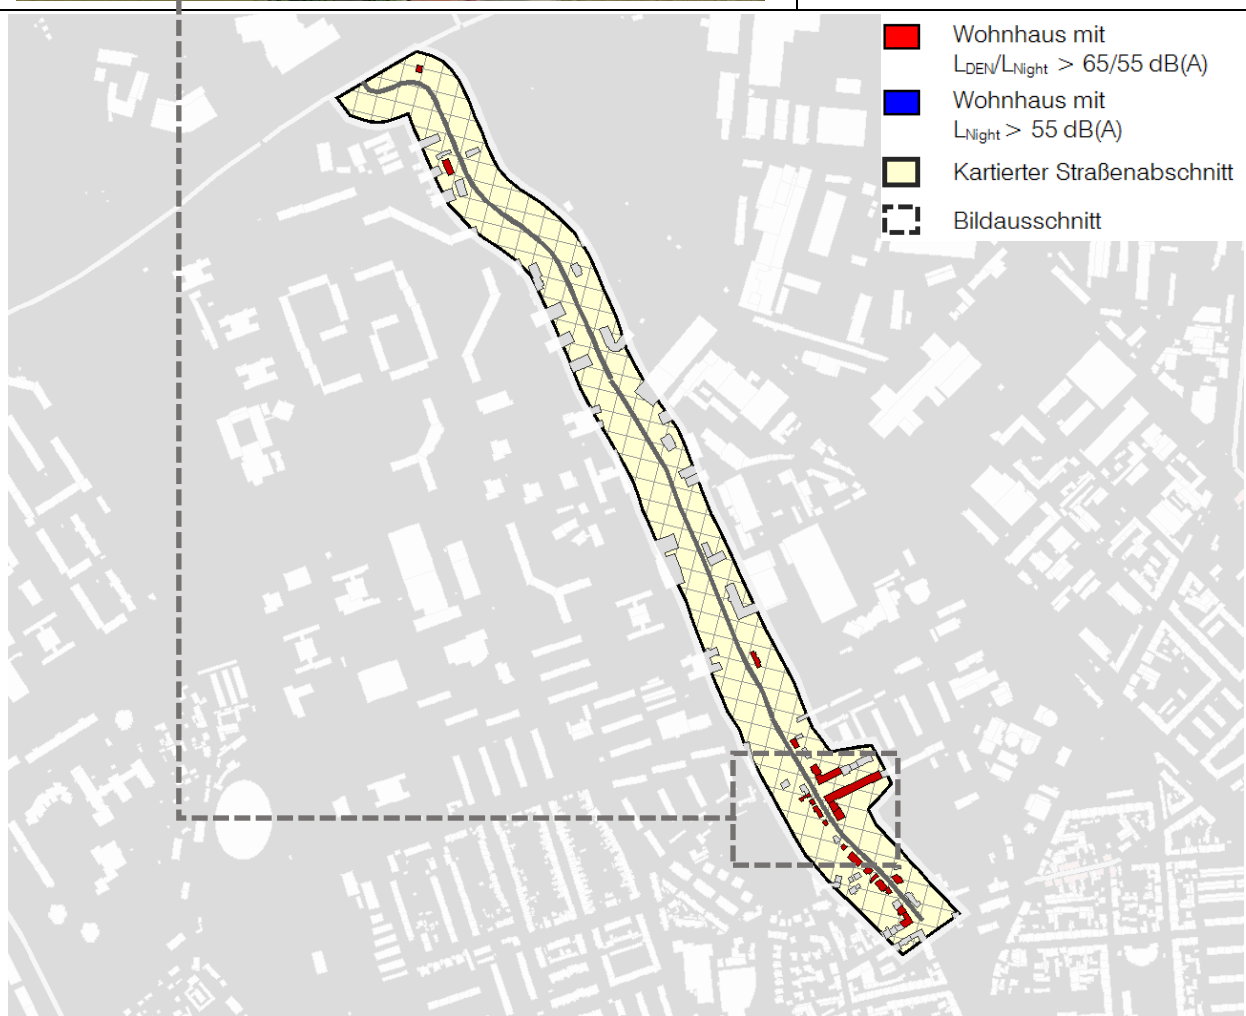 Wohnhaus mit
LDEN/LNight > 65/55 dB(A)
Wohnhaus mit
LNight > 55 dB(A)
Kartierter Straßenabschnitt
Bildausschnitt